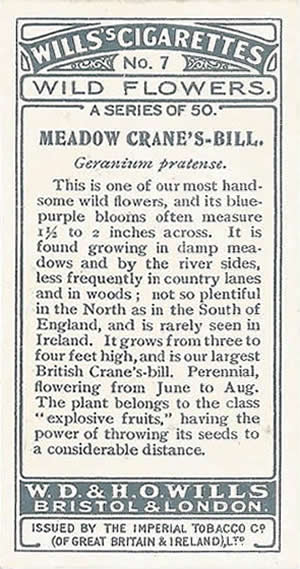 WILLS'S CIGARETTES
No. 7
WILD FLOWERS.
A SERIES OF 50.
MEADOW CRANE'S-BILL.
Geranium pratense.
This is one of our most hand-
some wild flowers, and its blue-
purple blooms often measure
1½ to 2 inches across. It is
found growing in damp mea-
dows and by the river sides,
less frequently in country lanes
and in woods; not so plentiful
in the North as in the South of
England, and is rarely seen in
Ireland. It grows from three to
four feet high, and is our largest
British Crane's-bill. Perennial,
flowering from June to Aug.
The plant belongs to the class
"explosive fruits," having the
power of throwing its seeds to
a considerable distance.
W. D. & H. O. WILLS
BRISTOL & LONDON.
ISSUED BY THE IMPERIAL TOBACCO Co
(OF GREAT BRITAIN & IRELAND), LTD